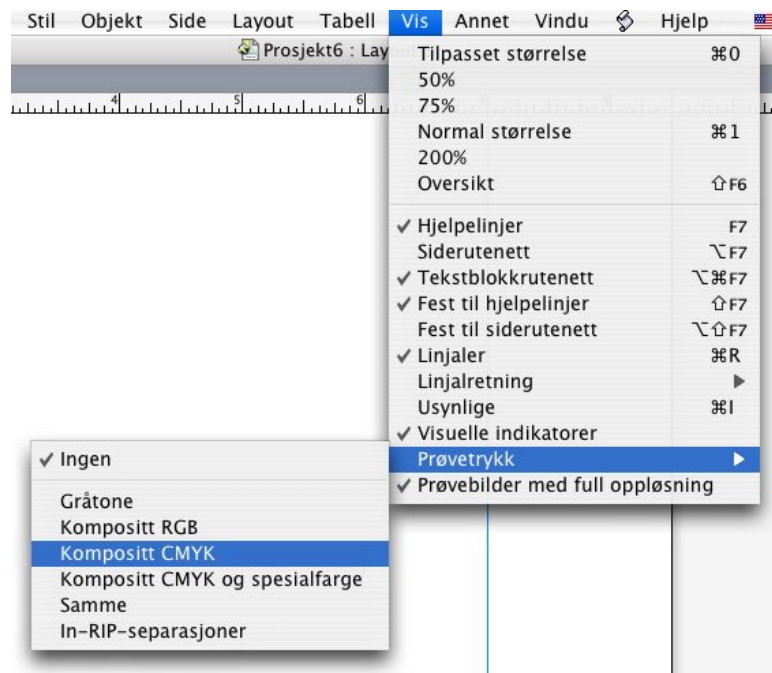 Stil Objekt Side Layout Tabell Vis Annet Vindu Hjelp
Prosjekt6 : Lay
4 5 6
Tilpasset størrelse ⌘0
50%
75%
Normal størrelse ⌘1
200%
Oversikt ⇧F6
✓ Hjelpelinjer F7
Siderutenett ⌥F7
✓ Tekstblokkrutenett ⌥⌘F7
✓ Fest til hjelpelinjer ⇧F7
Fest til siderutenett ⌥⇧F7
✓ Linjaler ⌘R
Linjalretning ▶
Usynlige ⌘I
✓ Visuelle indikatorer
Prøvetrykk ▶
✓ Prøvebilder med full oppløsning
✓ Ingen
Gråtone
Kompositt RGB
Kompositt CMYK
Kompositt CMYK og spesialfarge
Samme
In-RIP-separasjoner